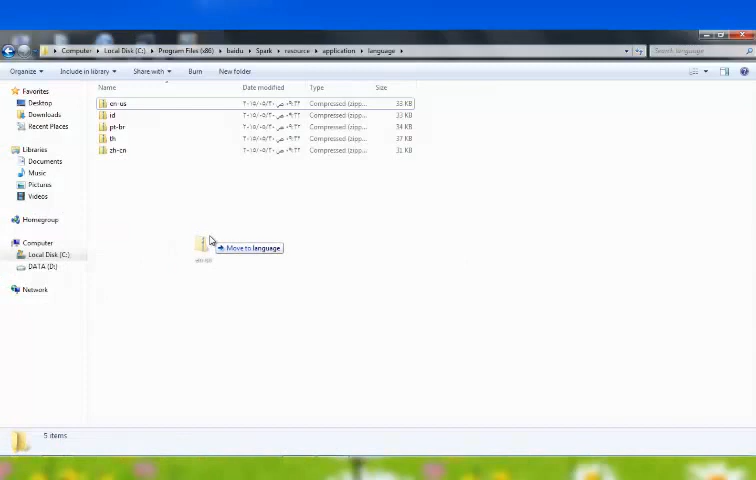 Computer ▸ Local Disk (C:) ▸ Program Files (x86) ▸ baidu ▸ Spark ▸ resource ▸ application ▸ language ▸ Search language
Organize ▾ Include in library ▾ Share with ▾ Burn New folder
Name Date modified Type Size
Favorites
Desktop
Downloads
Recent Places
Libraries
Documents
Music
Pictures
Videos
Homegroup
Computer
Local Disk (C:)
DATA (D:)
Network
en-us Compressed (zipp... 33 KB
id Compressed (zipp... 33 KB
pt-br Compressed (zipp... 34 KB
th Compressed (zipp... 37 KB
zh-cn Compressed (zipp... 31 KB
Move to language
5 items